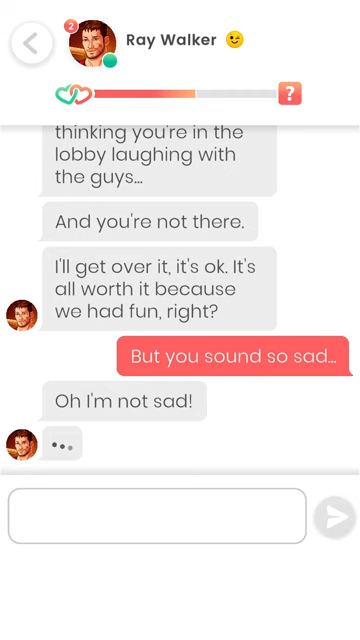 2
Ray Walker 😉
?
thinking you're in the
lobby laughing with
the guys...
And you're not there.
I'll get over it, it's ok. It's
all worth it because
we had fun, right?
But you sound so sad...
Oh I'm not sad!